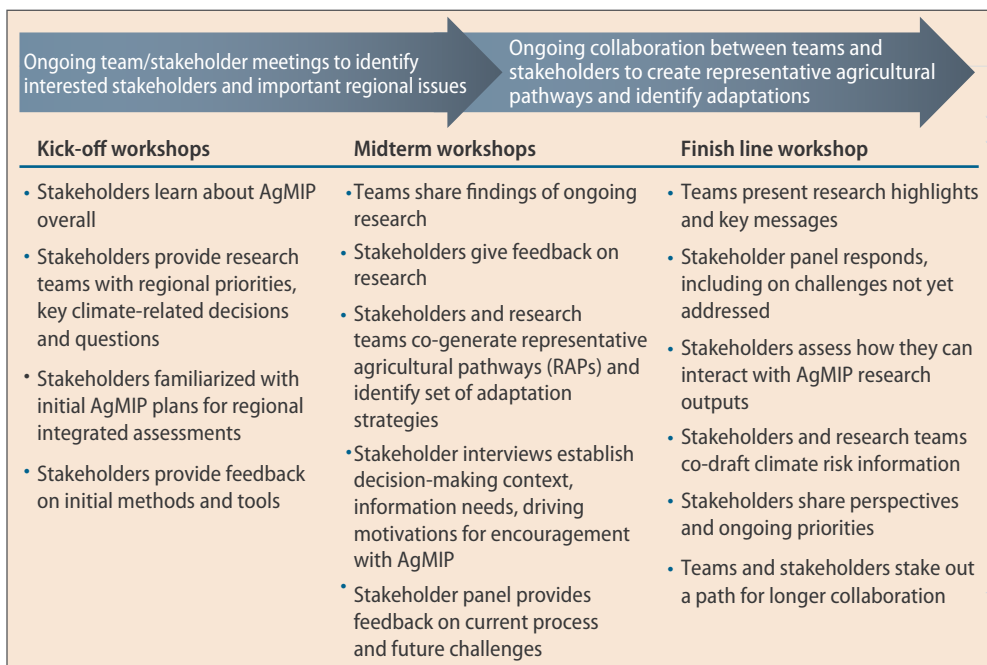 Ongoing team/stakeholder meetings to identify
interested stakeholders and important regional issues
Ongoing collaboration between teams and
stakeholders to create representative agricultural
pathways and identify adaptations
Kick-off workshops
• Stakeholders learn about AgMIP
overall
• Stakeholders provide research
teams with regional priorities,
key climate-related decisions
and questions
• Stakeholders familiarized with
initial AgMIP plans for regional
integrated assessments
• Stakeholders provide feedback
on initial methods and tools
Midterm workshops
• Teams share findings of ongoing
research
• Stakeholders give feedback on
research
• Stakeholders and research
teams co-generate representative
agricultural pathways (RAPs) and
identify set of adaptation
strategies
• Stakeholder interviews establish
decision-making context,
information needs, driving
motivations for encouragement
with AgMIP
• Stakeholder panel provides
feedback on current process
and future challenges
Finish line workshop
• Teams present research highlights
and key messages
• Stakeholder panel responds,
including on challenges not yet
addressed
• Stakeholders assess how they can
interact with AgMIP research
outputs
• Stakeholders and research teams
co-draft climate risk information
• Stakeholders share perspectives
and ongoing priorities
• Teams and stakeholders stake out
a path for longer collaboration